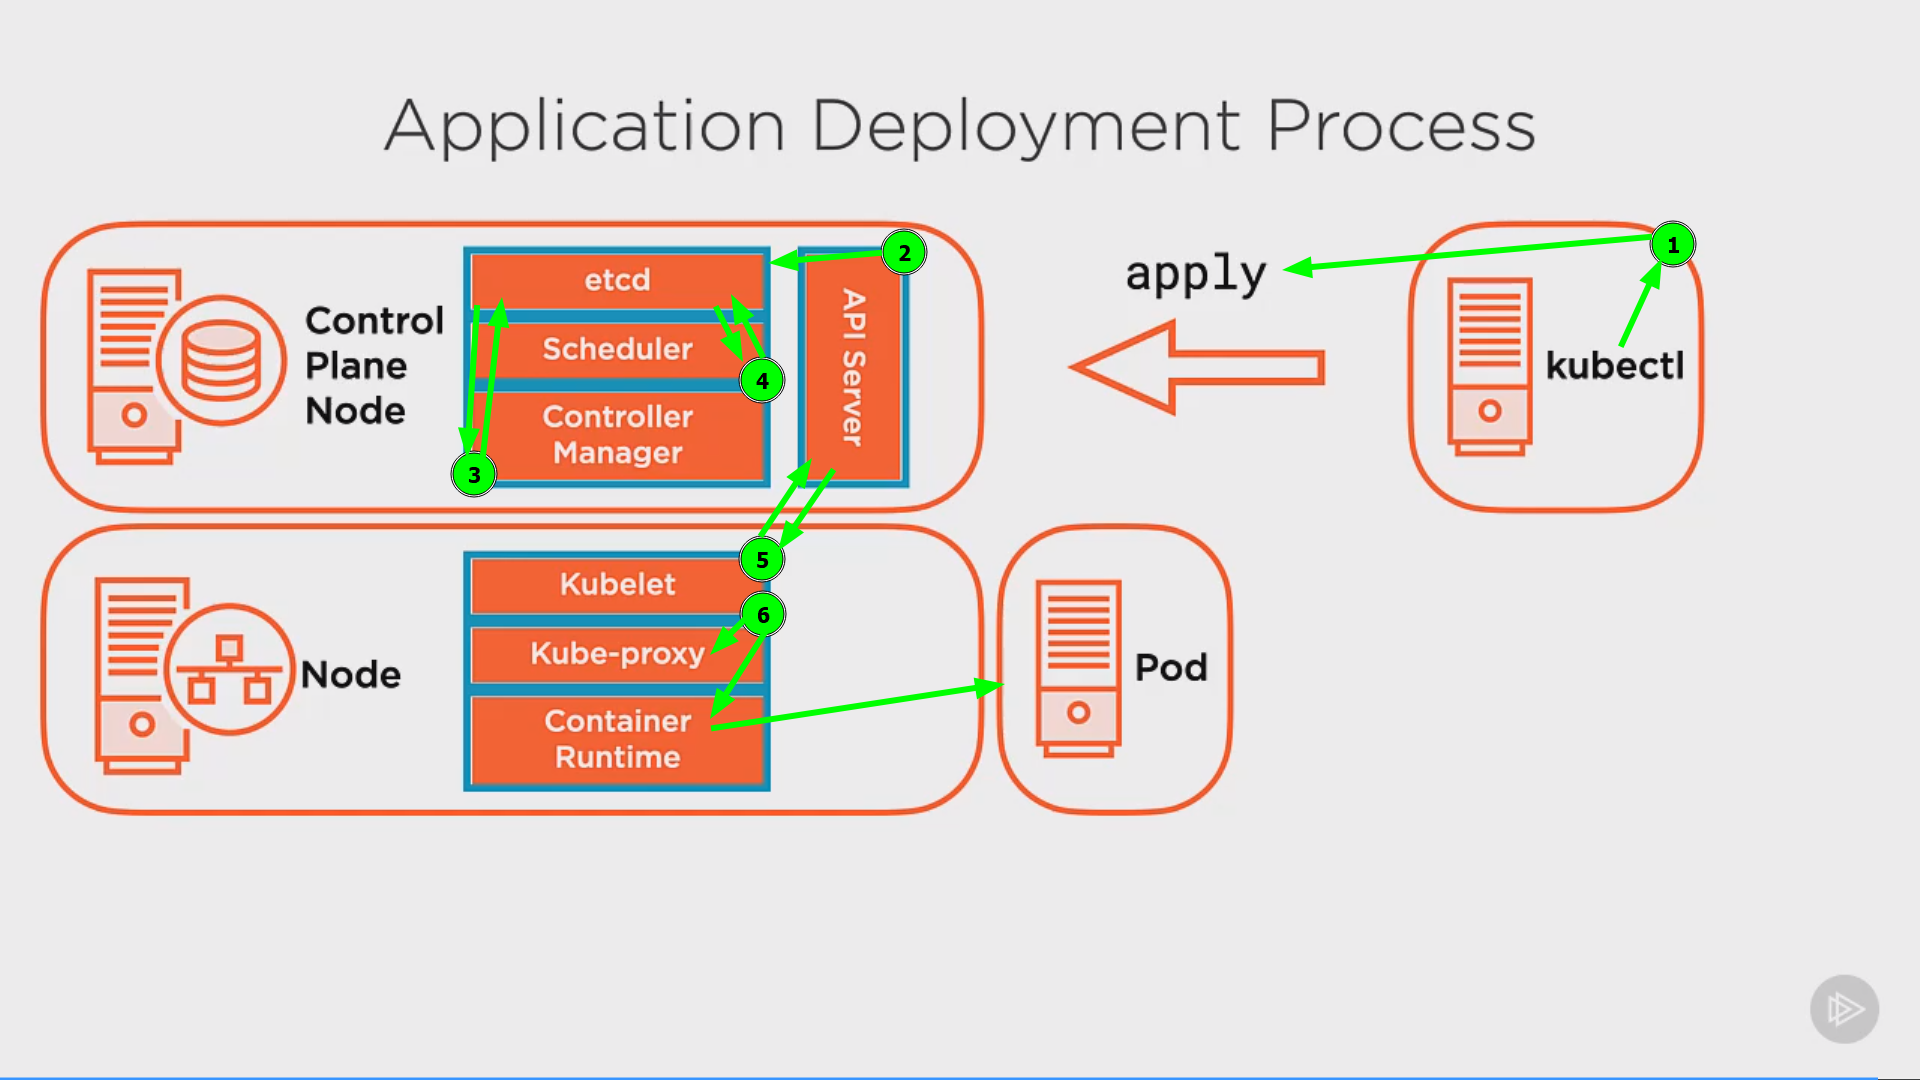 Application Deployment Process
Control
Plane
Node
etcd
Scheduler
Controller
Manager
API Server
apply
kubectl
1
2
3
4
5
6
Node
Kubelet
Kube-proxy
Container
Runtime
Pod